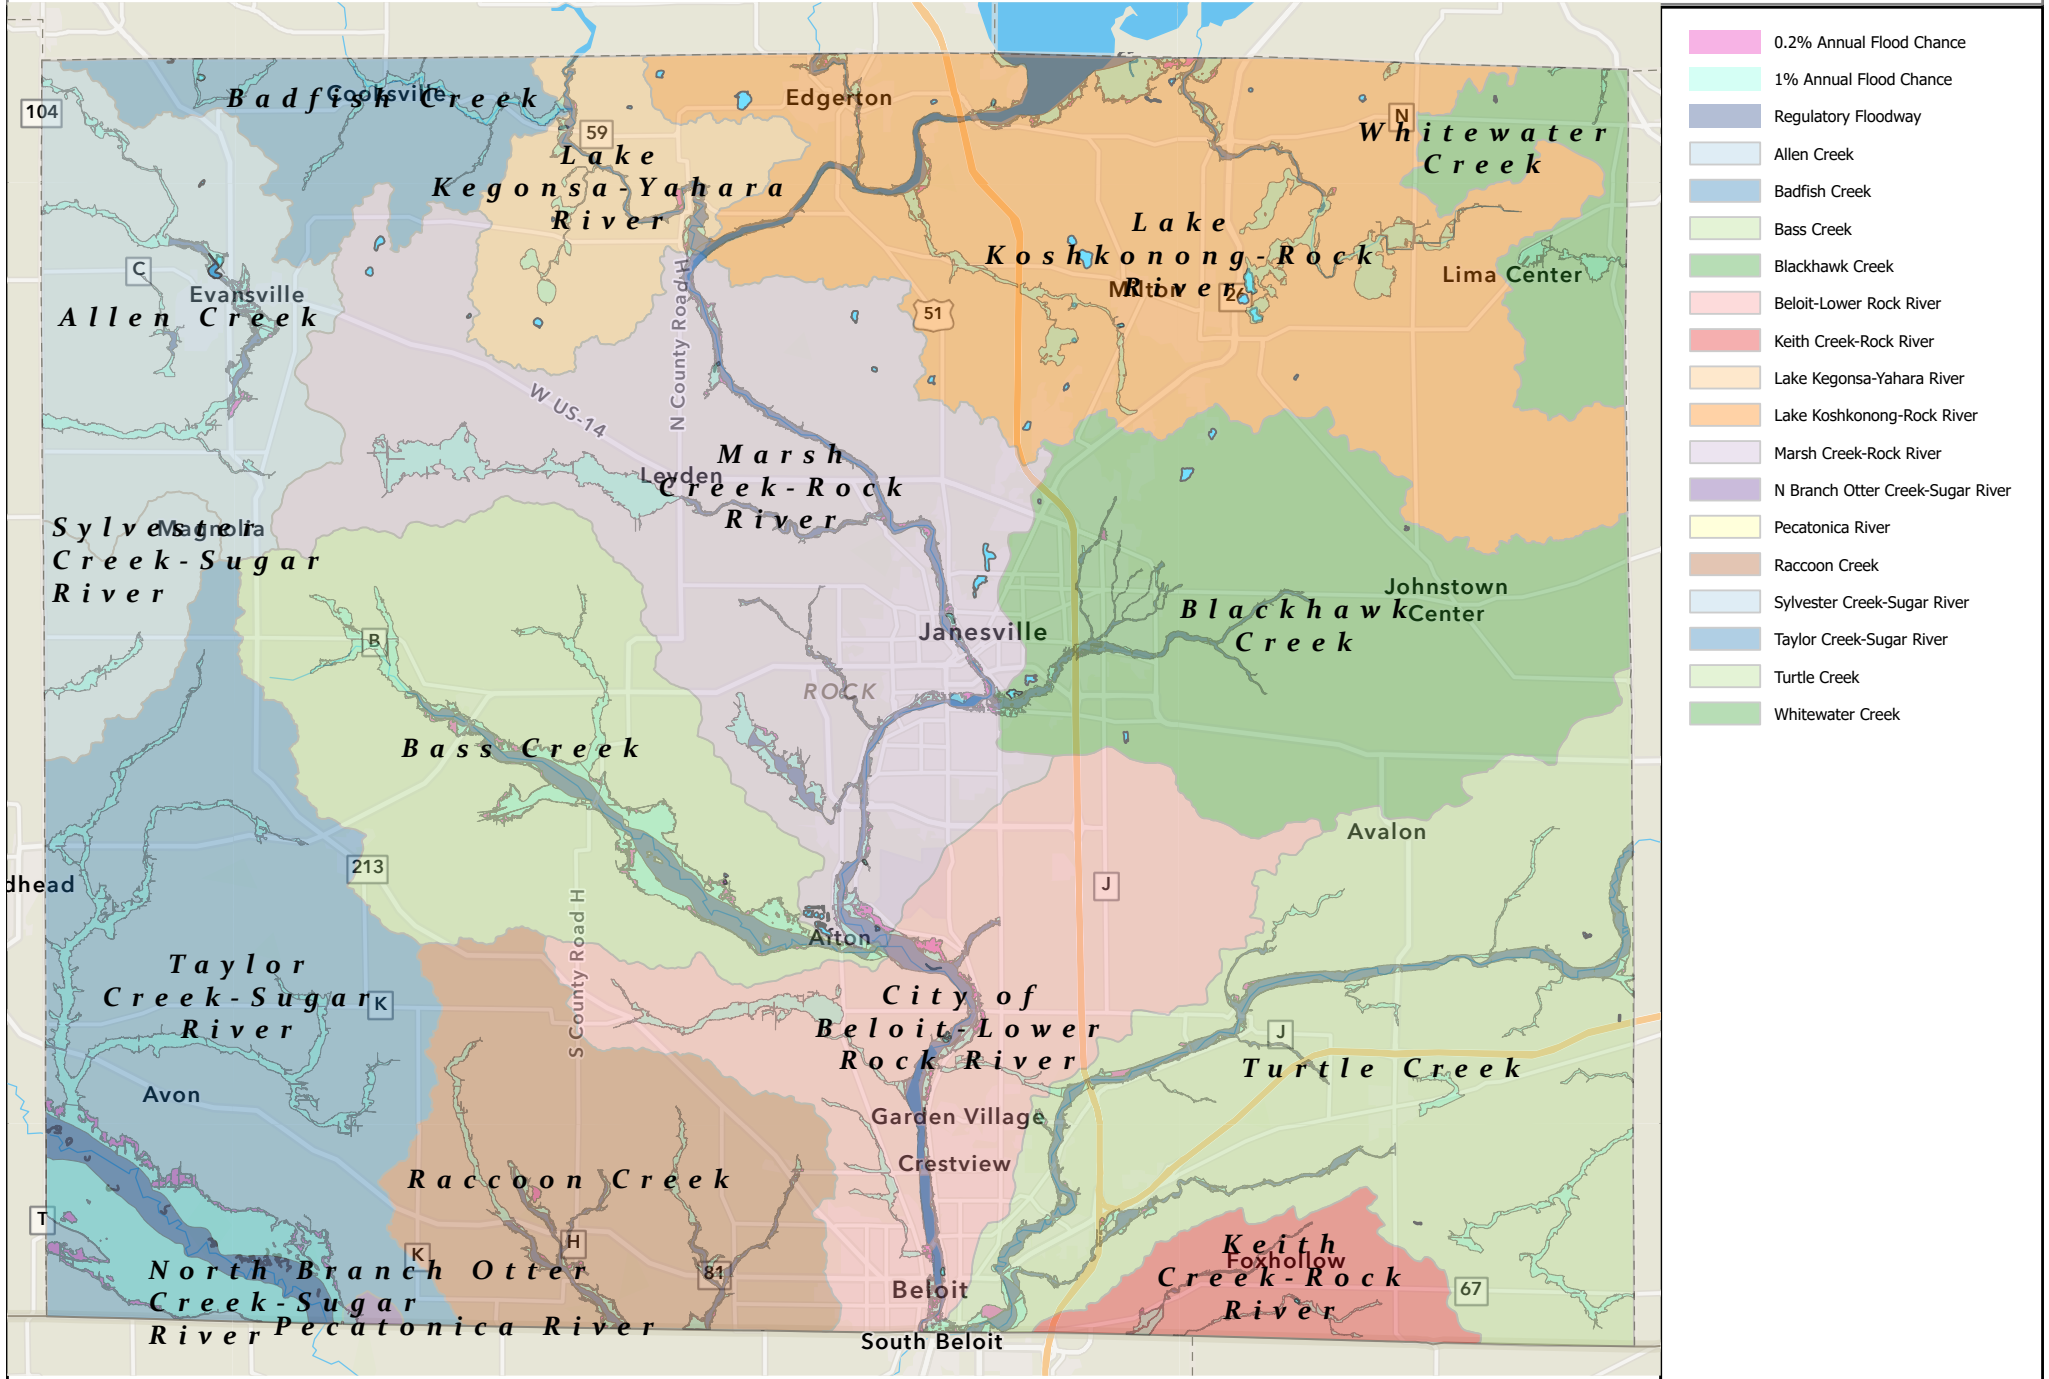 Badfish Creek
Cooksville
104
59
Edgerton
N
Whitewater
Creek
Lake
Kegonsa-Yahara
River
Lake
Koshkonong-Rock
River
Milton
26
Lima Center
C
Evansville
Allen Creek
N County Road H
51
W US-14
Marsh
Creek-Rock
River
Leyden
Sylvester
Creek-Sugar
River
Magnolia
Johnstown
Center
Blackhawk
Creek
Janesville
B
ROCK
Bass Creek
Avalon
213
dhead
J
S County Road H
Afton
Taylor
Creek-Sugar
River
K
City of
Beloit-Lower
Rock River
J
Turtle Creek
Avon
Garden Village
Crestview
Raccoon Creek
T
H
K
81
North Branch Otter
Creek-Sugar
River
Pecatonica River
Beloit
South Beloit
Keith
Creek-Rock
River
Foxhollow
67
0.2% Annual Flood Chance
1% Annual Flood Chance
Regulatory Floodway
Allen Creek
Badfish Creek
Bass Creek
Blackhawk Creek
Beloit-Lower Rock River
Keith Creek-Rock River
Lake Kegonsa-Yahara River
Lake Koshkonong-Rock River
Marsh Creek-Rock River
N Branch Otter Creek-Sugar River
Pecatonica River
Raccoon Creek
Sylvester Creek-Sugar River
Taylor Creek-Sugar River
Turtle Creek
Whitewater Creek